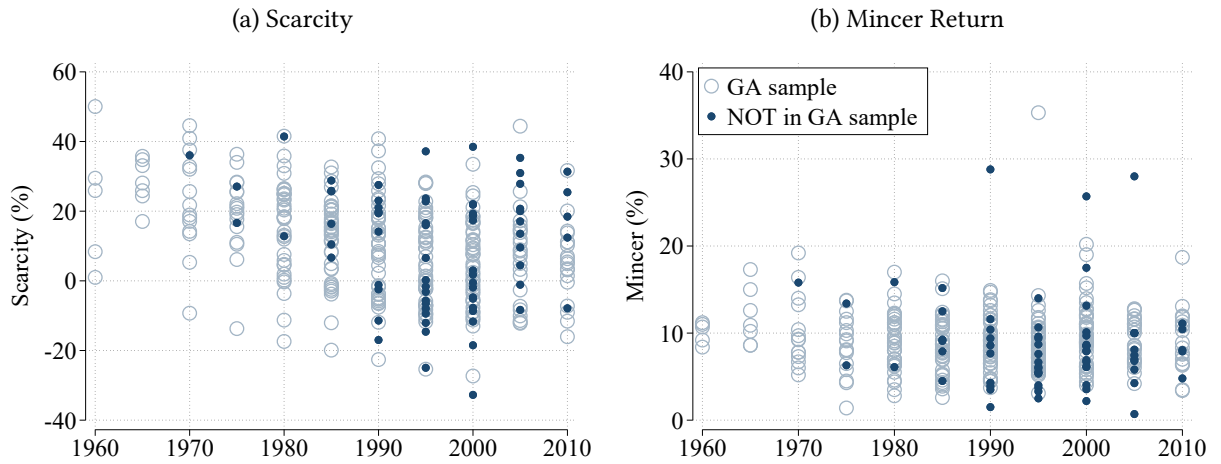 (a) Scarcity
60
40
20
0
-20
-40
Scarcity (%)
1960 1970 1980 1990 2000 2010
(b) Mincer Return
40
30
20
10
0
Mincer (%)
GA sample
NOT in GA sample
1960 1970 1980 1990 2000 2010